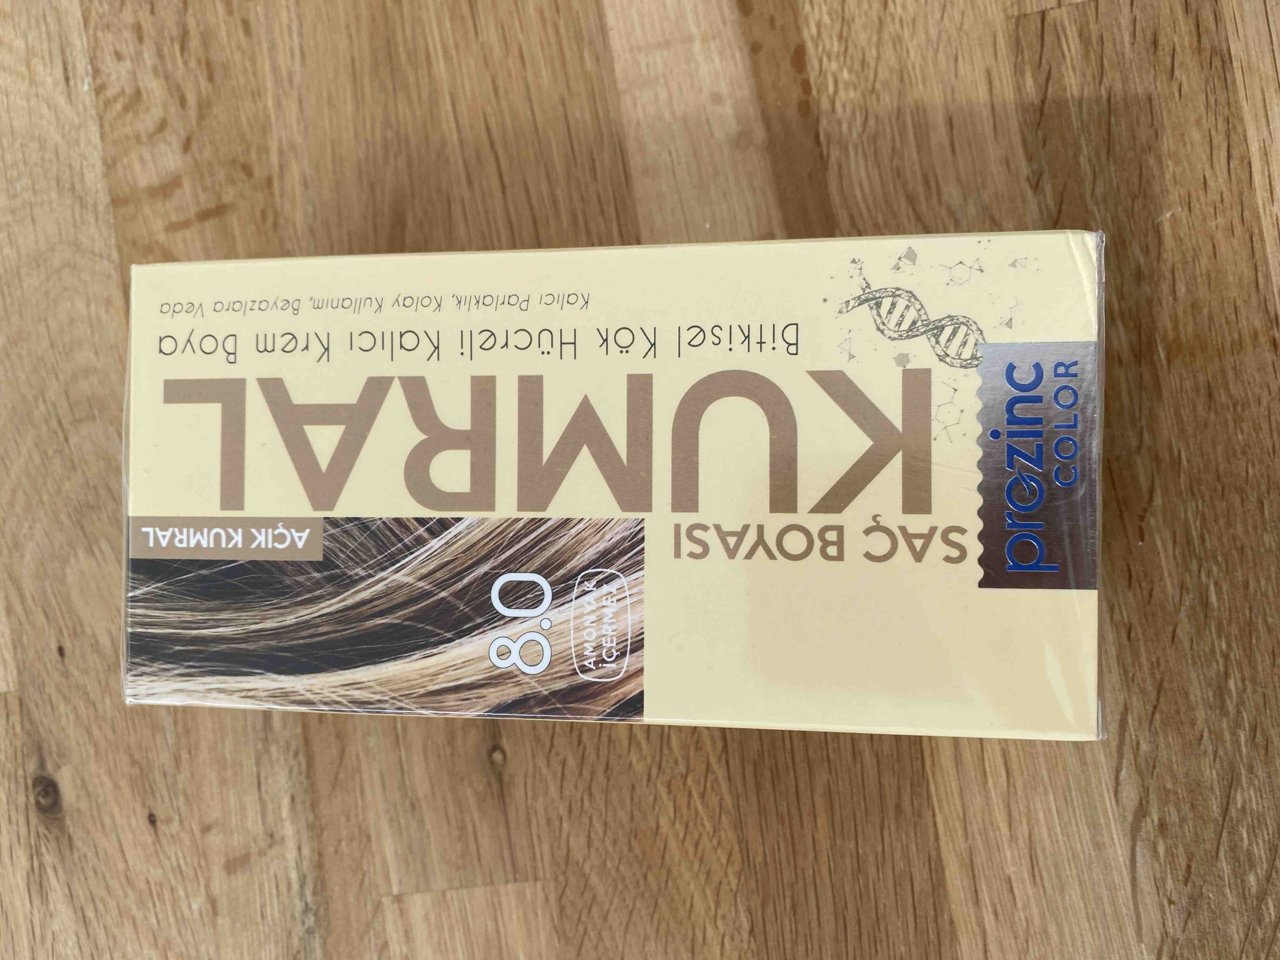 prozinc
COLOR
SAÇ BOYASI
KUMRAL
Bitkisel Kök Hücreli Kalıcı Krem Boya
Kalıcı Parlaklık, Kolay Kullanım, Beyazlara Veda
AMONYAK
İÇERMEZ
8.0
AÇIK KUMRAL